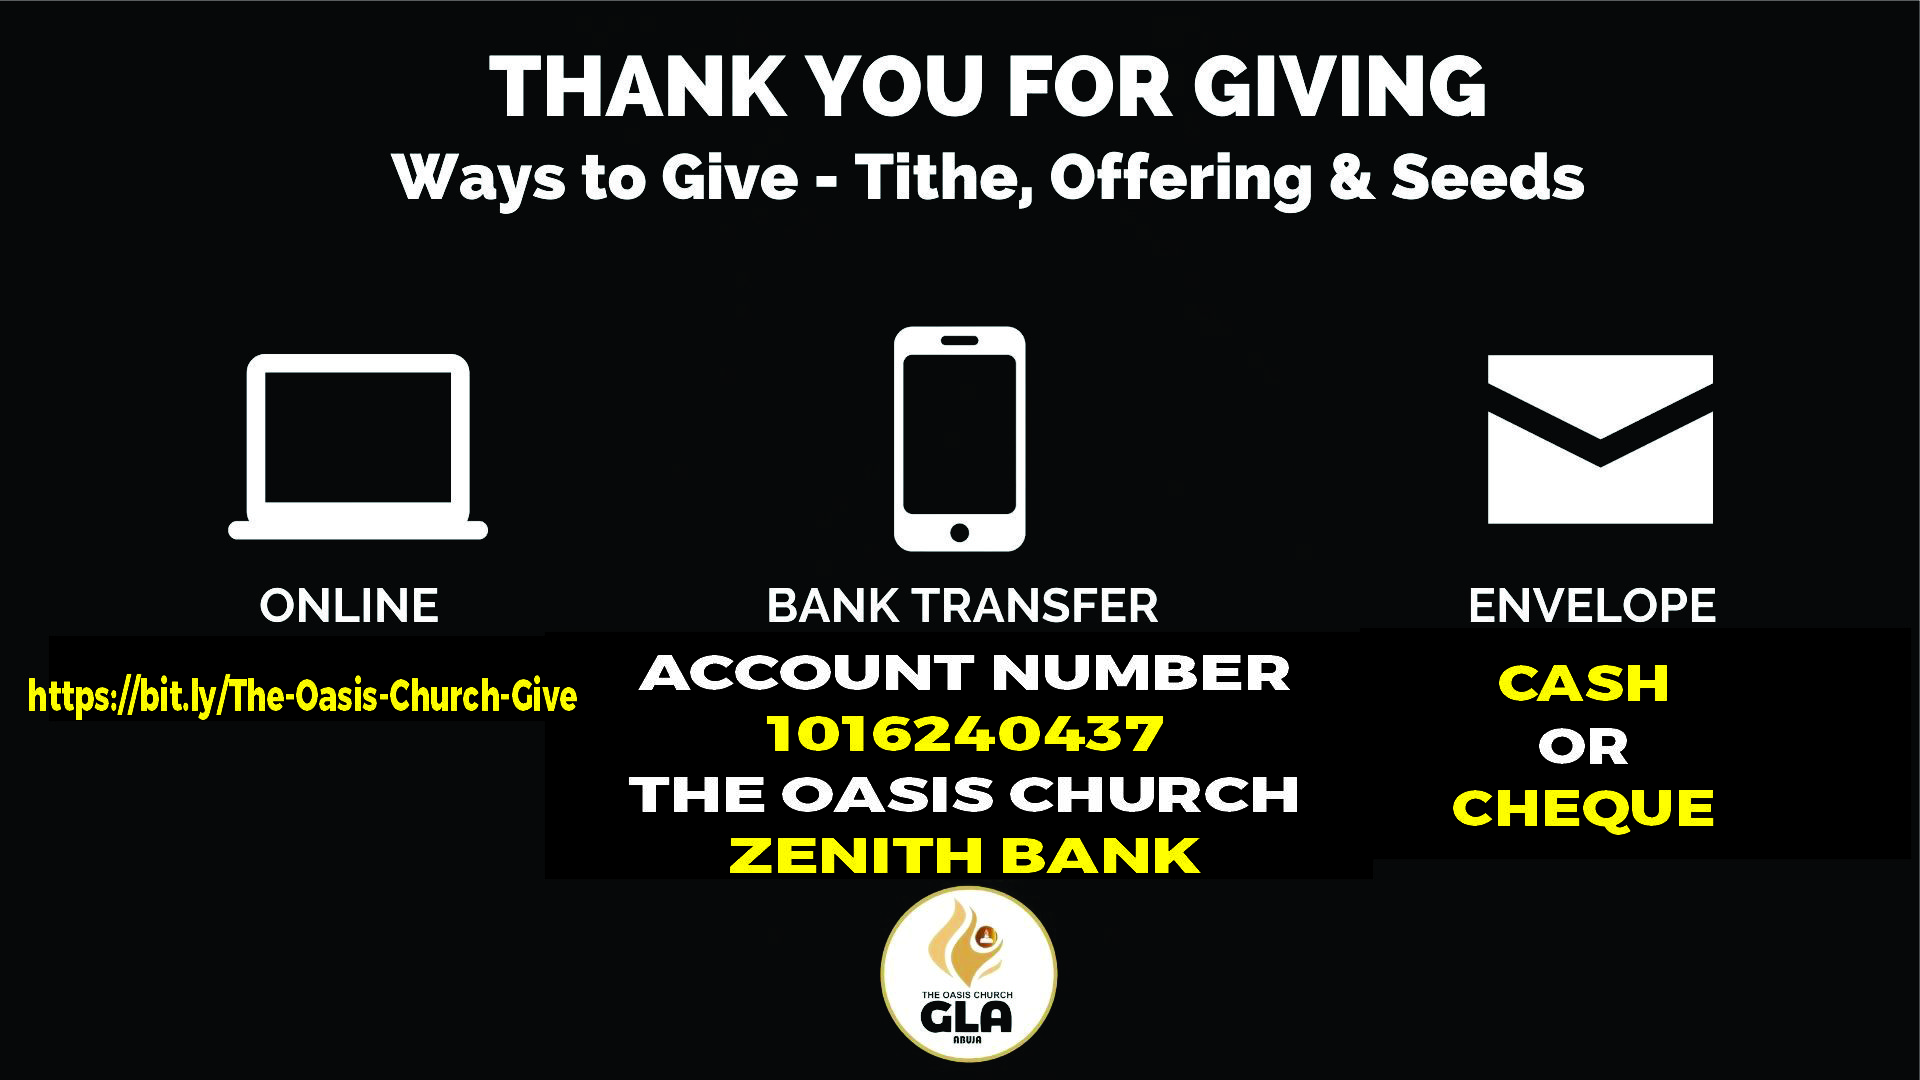 THANK YOU FOR GIVING
Ways to Give - Tithe, Offering & Seeds
ONLINE
https://bit.ly/The-Oasis-Church-Give
BANK TRANSFER
ACCOUNT NUMBER
1016240437
THE OASIS CHURCH
ZENITH BANK
ENVELOPE
CASH
OR
CHEQUE
THE OASIS CHURCH
GLA
ABUJA